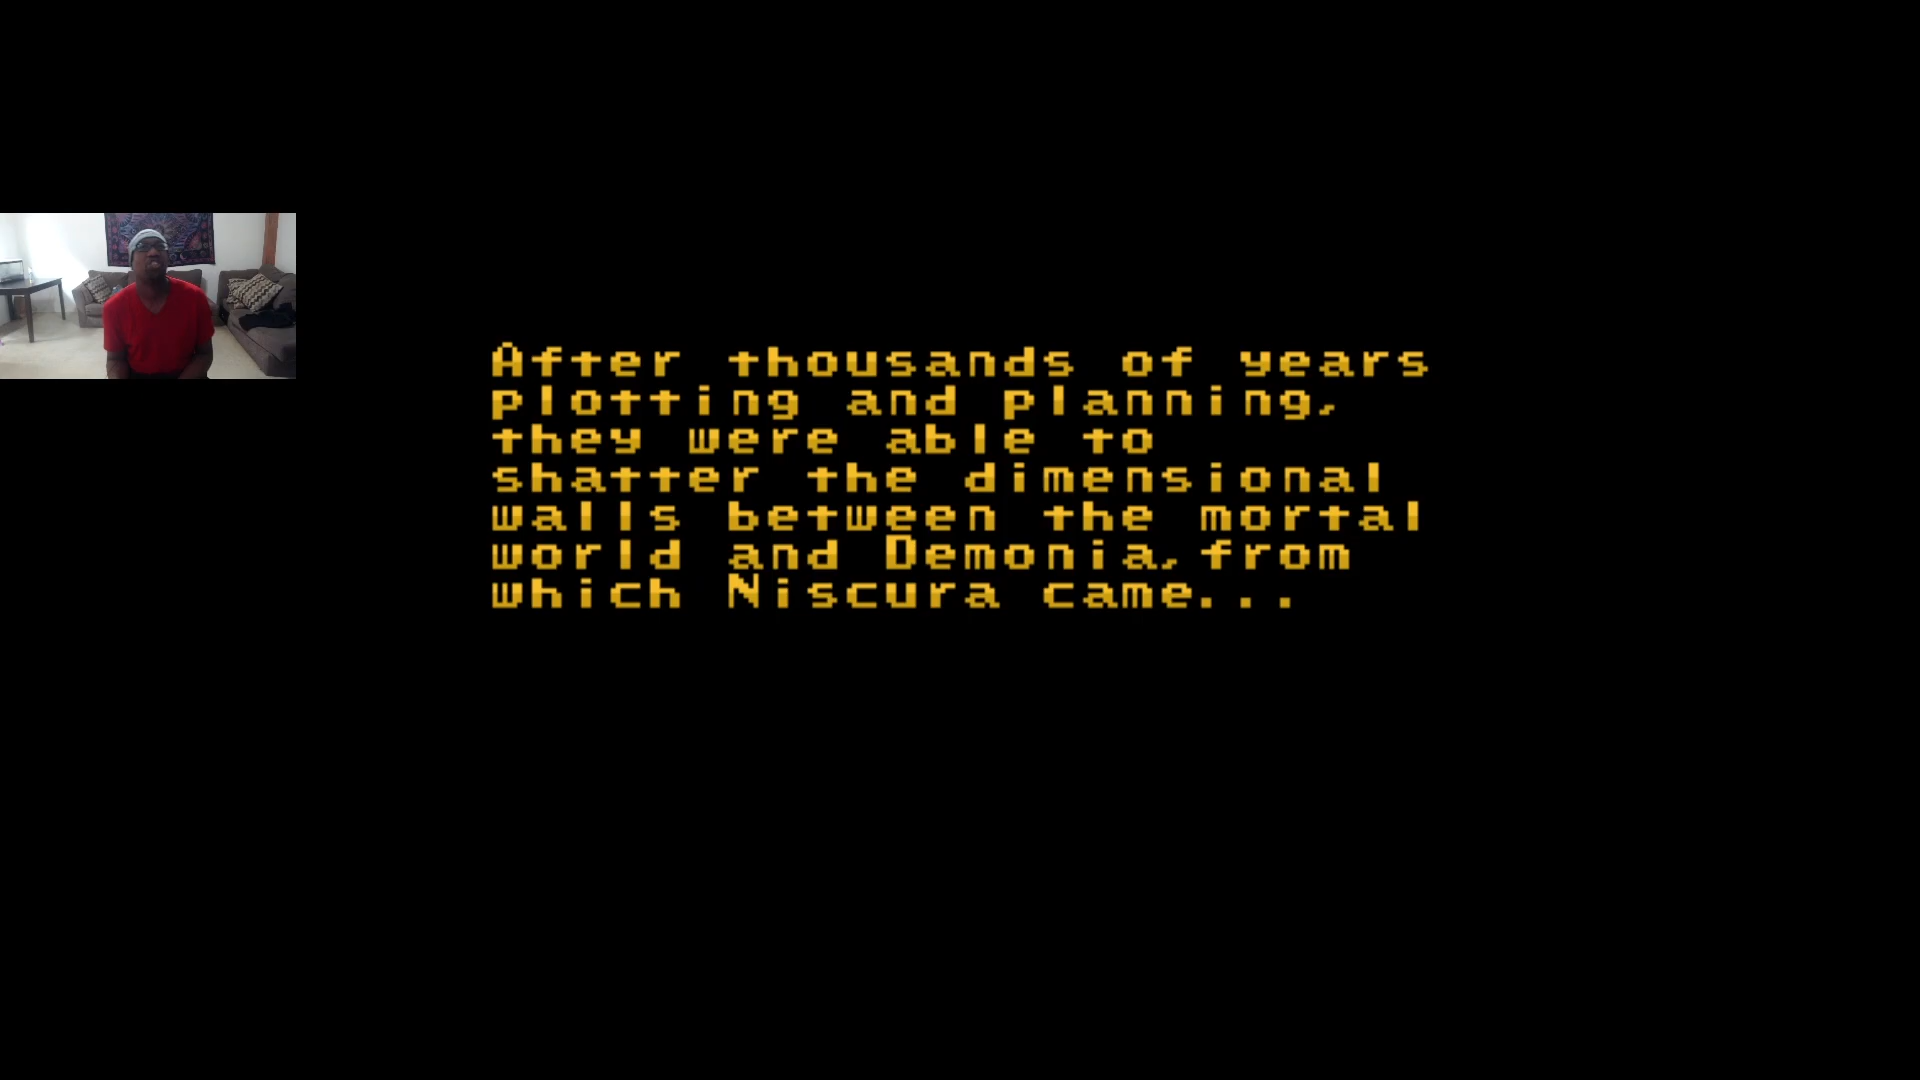 After thousands of years
plotting and planning,
they were able to
shatter the dimensional
walls between the mortal
world and Demonia,from
which Niscura came...